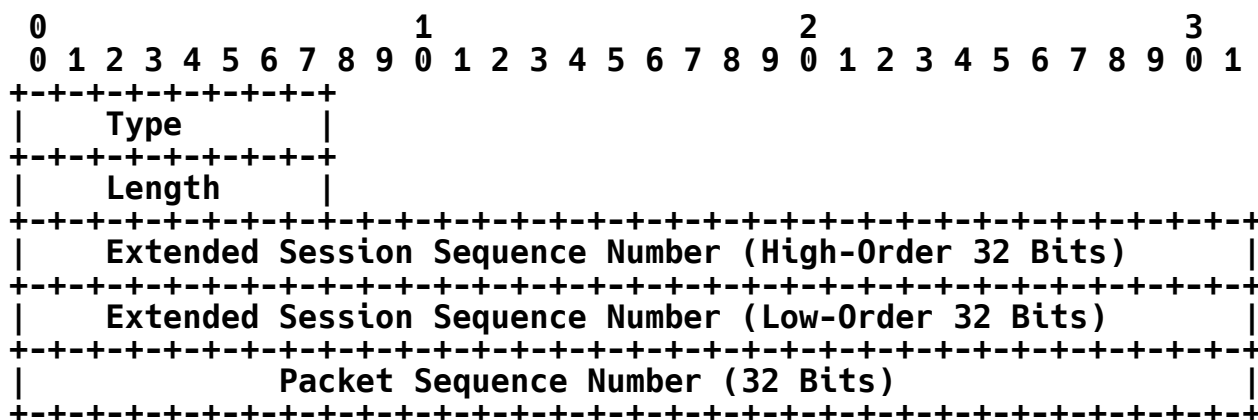 0                   1                   2                   3
 0 1 2 3 4 5 6 7 8 9 0 1 2 3 4 5 6 7 8 9 0 1 2 3 4 5 6 7 8 9 0 1
+-+-+-+-+-+-+-+-+
|    Type       |
+-+-+-+-+-+-+-+-+
|    Length     |
+-+-+-+-+-+-+-+-+-+-+-+-+-+-+-+-+-+-+-+-+-+-+-+-+-+-+-+-+-+-+-+-+
|    Extended Session Sequence Number (High-Order 32 Bits)      |
+-+-+-+-+-+-+-+-+-+-+-+-+-+-+-+-+-+-+-+-+-+-+-+-+-+-+-+-+-+-+-+-+
|    Extended Session Sequence Number (Low-Order 32 Bits)       |
+-+-+-+-+-+-+-+-+-+-+-+-+-+-+-+-+-+-+-+-+-+-+-+-+-+-+-+-+-+-+-+-+
|             Packet Sequence Number (32 Bits)                  |
+-+-+-+-+-+-+-+-+-+-+-+-+-+-+-+-+-+-+-+-+-+-+-+-+-+-+-+-+-+-+-+-+